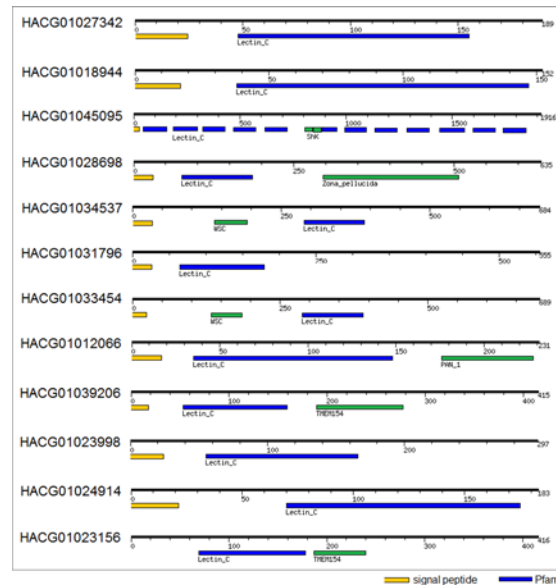 HACG01027342 0 50 100 150 189
Lectin_C
HACG01018944 0 50 100 150 152
Lectin_C
HACG01045095 0 500 1000 1500 1916
Lectin_C ShK
HACG01028698 0 250 500 635
Lectin_C Zona_pellucida
HACG01034537 0 250 500 684
WSC Lectin_C
HACG01031796 0 250 500
Lectin_C
HACG01033454 0 250 500 689
WSC Lectin_C
HACG01012066 0 50 100 150 200 231
Lectin_C PAN_1
HACG01039206 0 100 200 300 400 415
Lectin_C TMEM154
HACG01023998 0 100 200 297
Lectin_C
HACG01024914 0 50 100 150 183
Lectin_C
HACG01023156 0 100 200 300 400 416
Lectin_C TMEM154
signal peptide Pfam